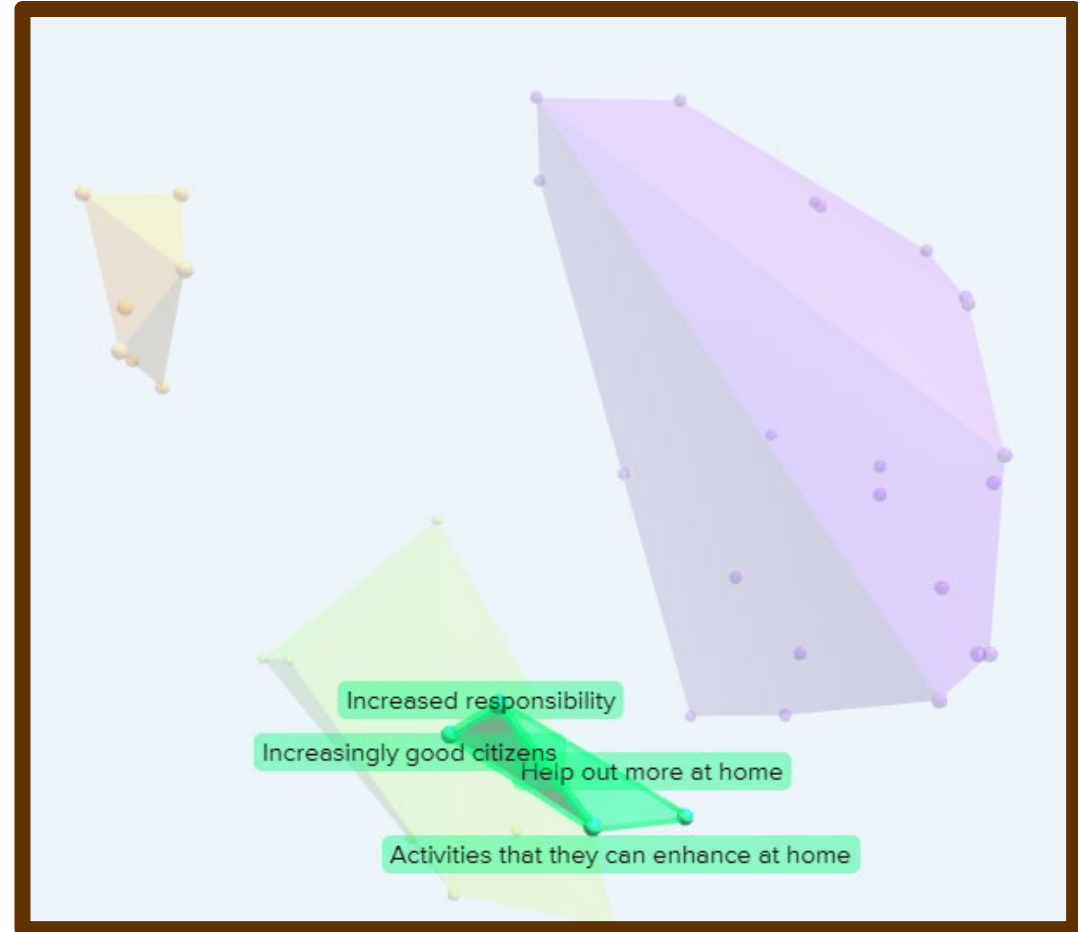 Increased responsibility
Increasingly good citizens
Help out more at home
Activities that they can enhance at home